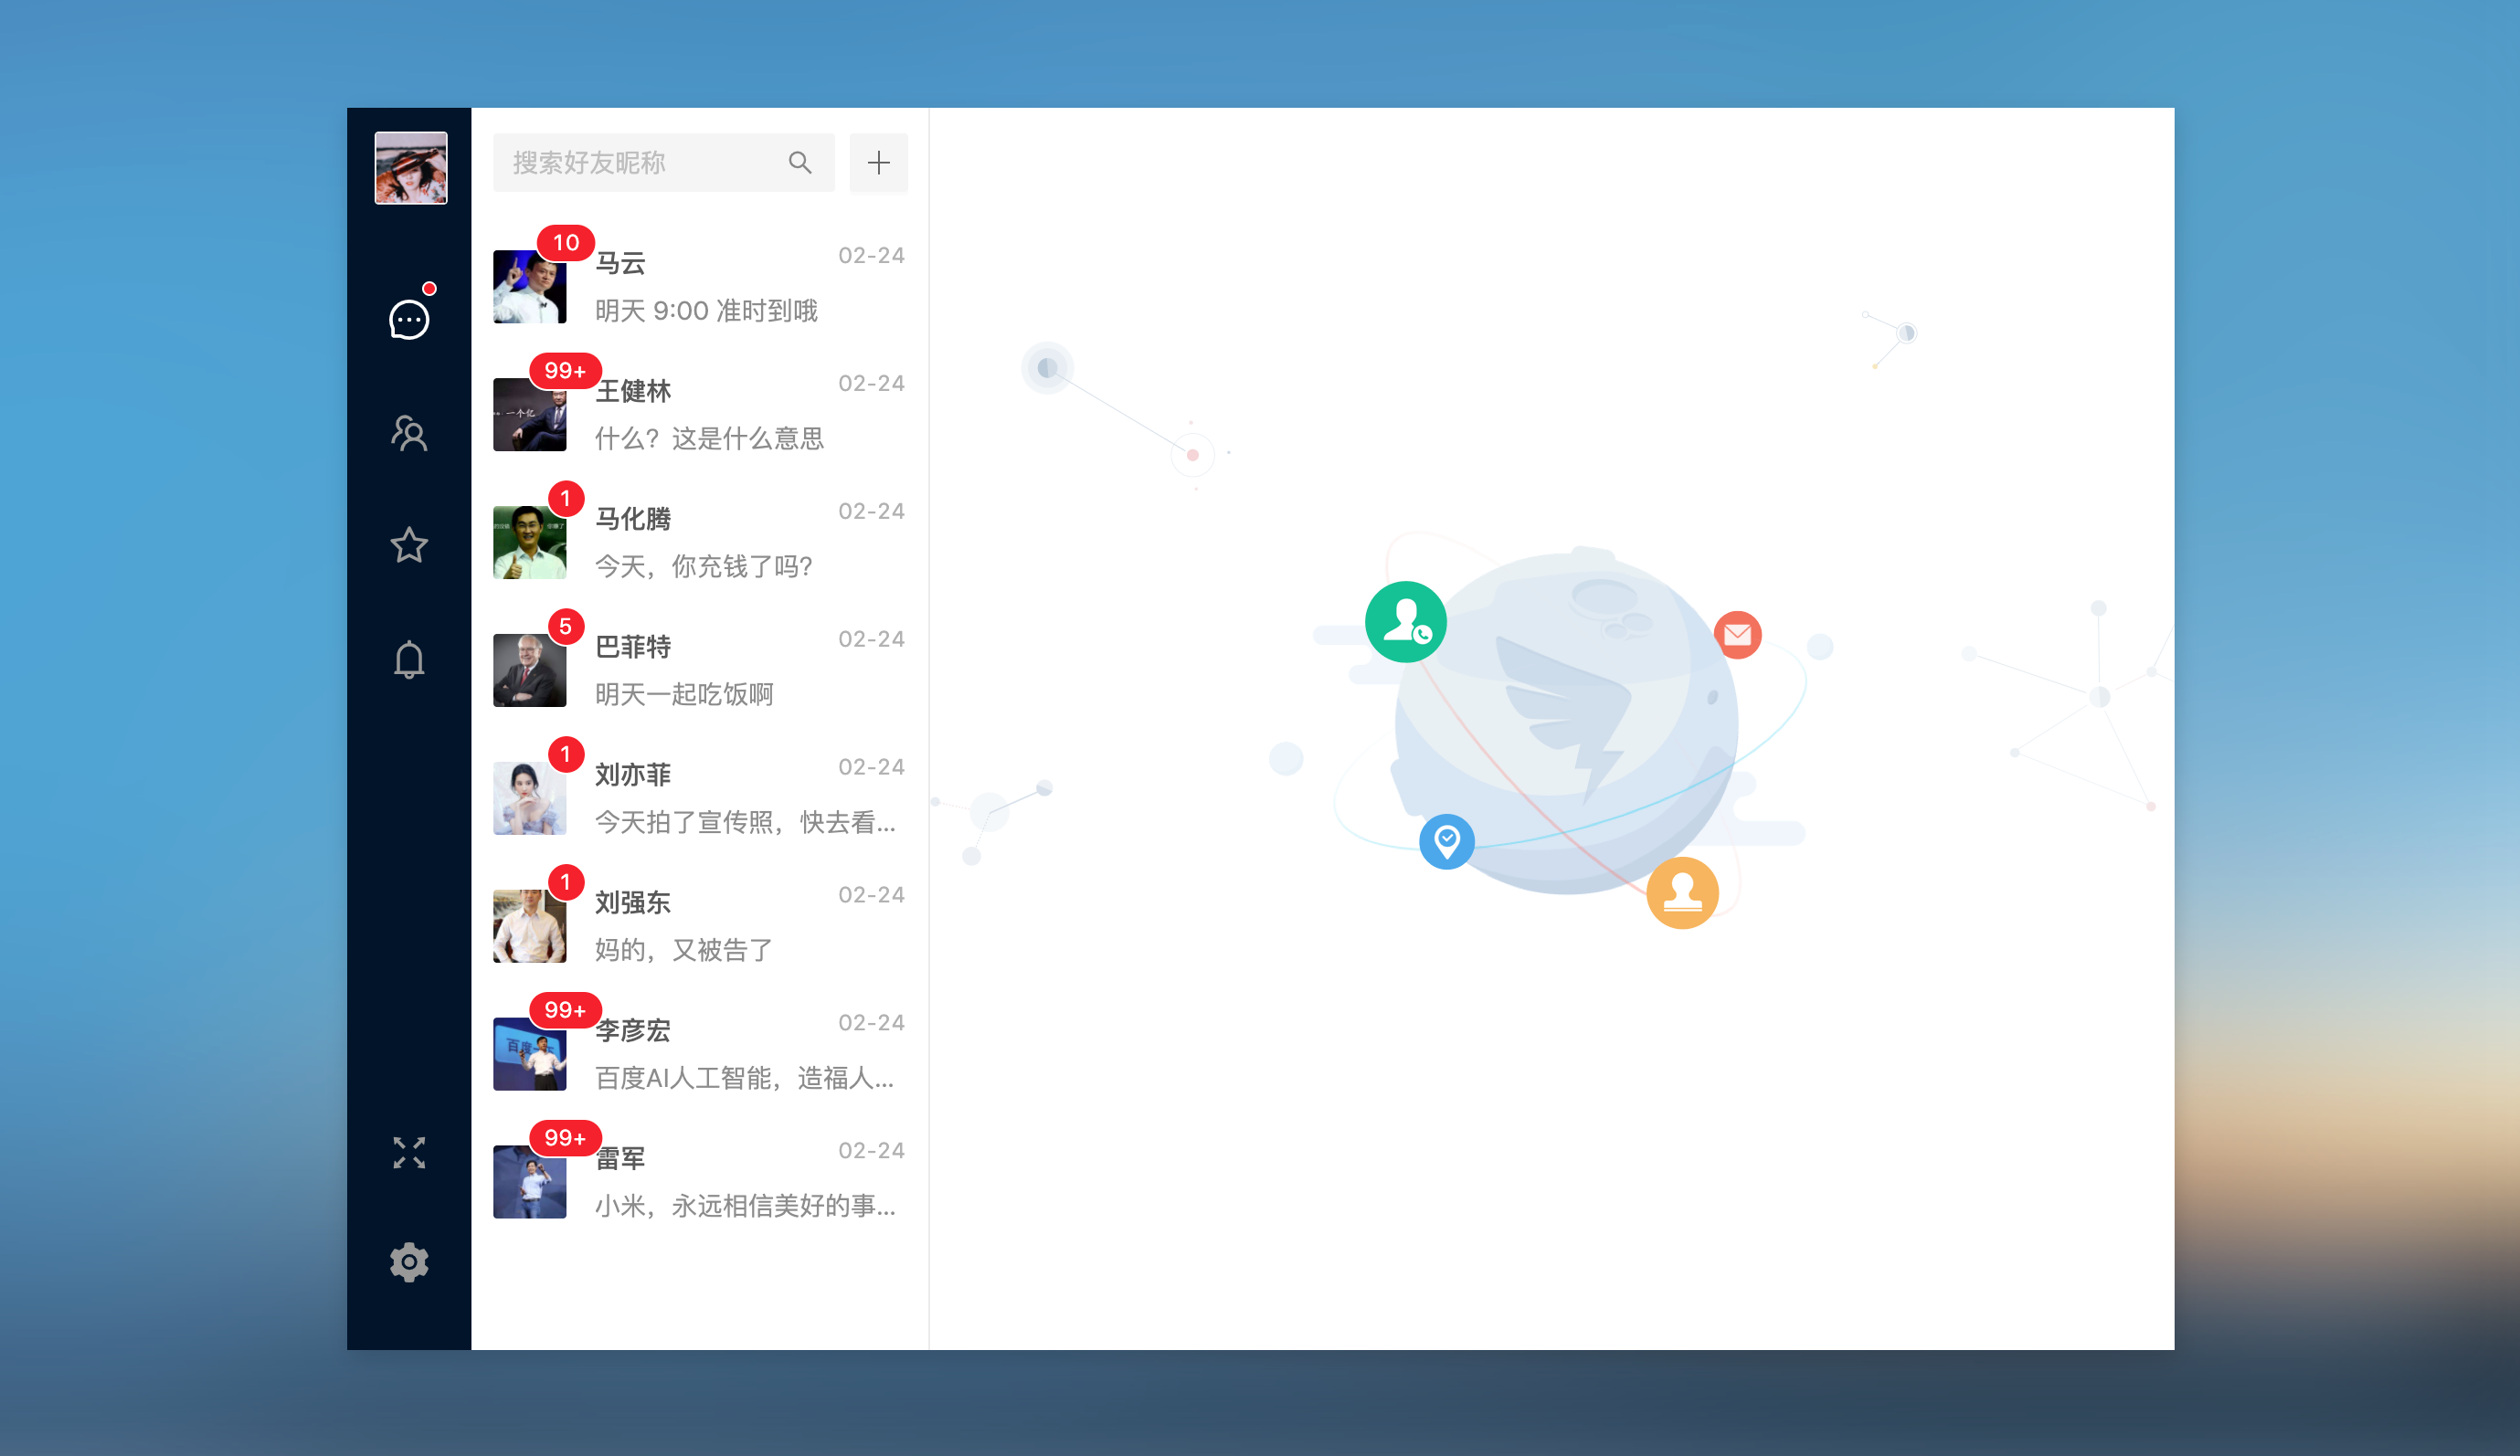 搜索好友昵称
10
马云
02-24
明天 9:00 准时到哦
99+
王健林
02-24
一个亿
什么？这是什么意思
1
马化腾
02-24
今天，你充钱了吗?
5
巴菲特
02-24
明天一起吃饭啊
1
刘亦菲
02-24
今天拍了宣传照，快去看...
1
刘强东
02-24
妈的，又被告了
99+
李彦宏
02-24
百度
百度AI人工智能，造福人...
99+
雷军
02-24
小米，永远相信美好的事...